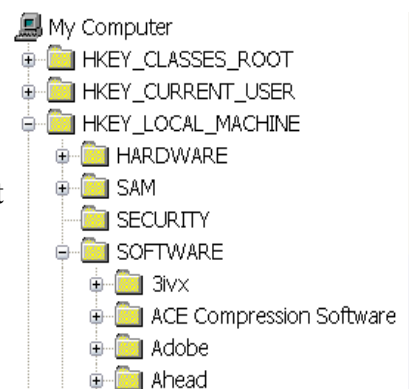 My Computer
HKEY_CLASSES_ROOT
HKEY_CURRENT_USER
HKEY_LOCAL_MACHINE
HARDWARE
SAM
t
SECURITY
SOFTWARE
3ivx
ACE Compression Software
Adobe
Ahead